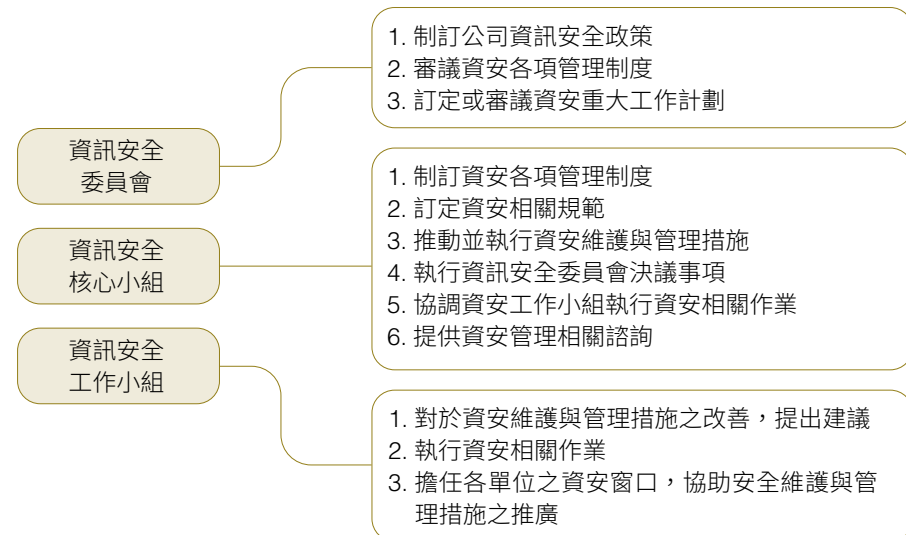 資訊安全
委員會
1. 制訂公司資訊安全政策
2. 審議資安各項管理制度
3. 訂定或審議資安重大工作計劃
資訊安全
核心小組
1. 制訂資安各項管理制度
2. 訂定資安相關規範
3. 推動並執行資安維護與管理措施
4. 執行資訊安全委員會決議事項
5. 協調資安工作小組執行資安相關作業
6. 提供資安管理相關諮詢
資訊安全
工作小組
1. 對於資安維護與管理措施之改善，提出建議
2. 執行資安相關作業
3. 擔任各單位之資安窗口，協助安全維護與管
理措施之推廣